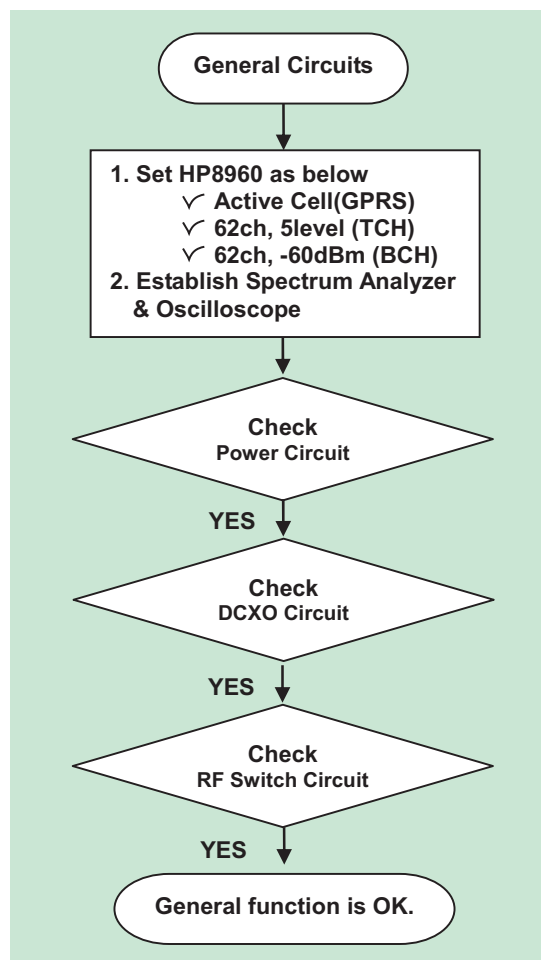 General Circuits
1. Set HP8960 as below
✓ Active Cell(GPRS)
✓ 62ch, 5level (TCH)
✓ 62ch, -60dBm (BCH)
2. Establish Spectrum Analyzer
& Oscilloscope
Check
Power Circuit
YES
Check
DCXO Circuit
YES
Check
RF Switch Circuit
YES
General function is OK.